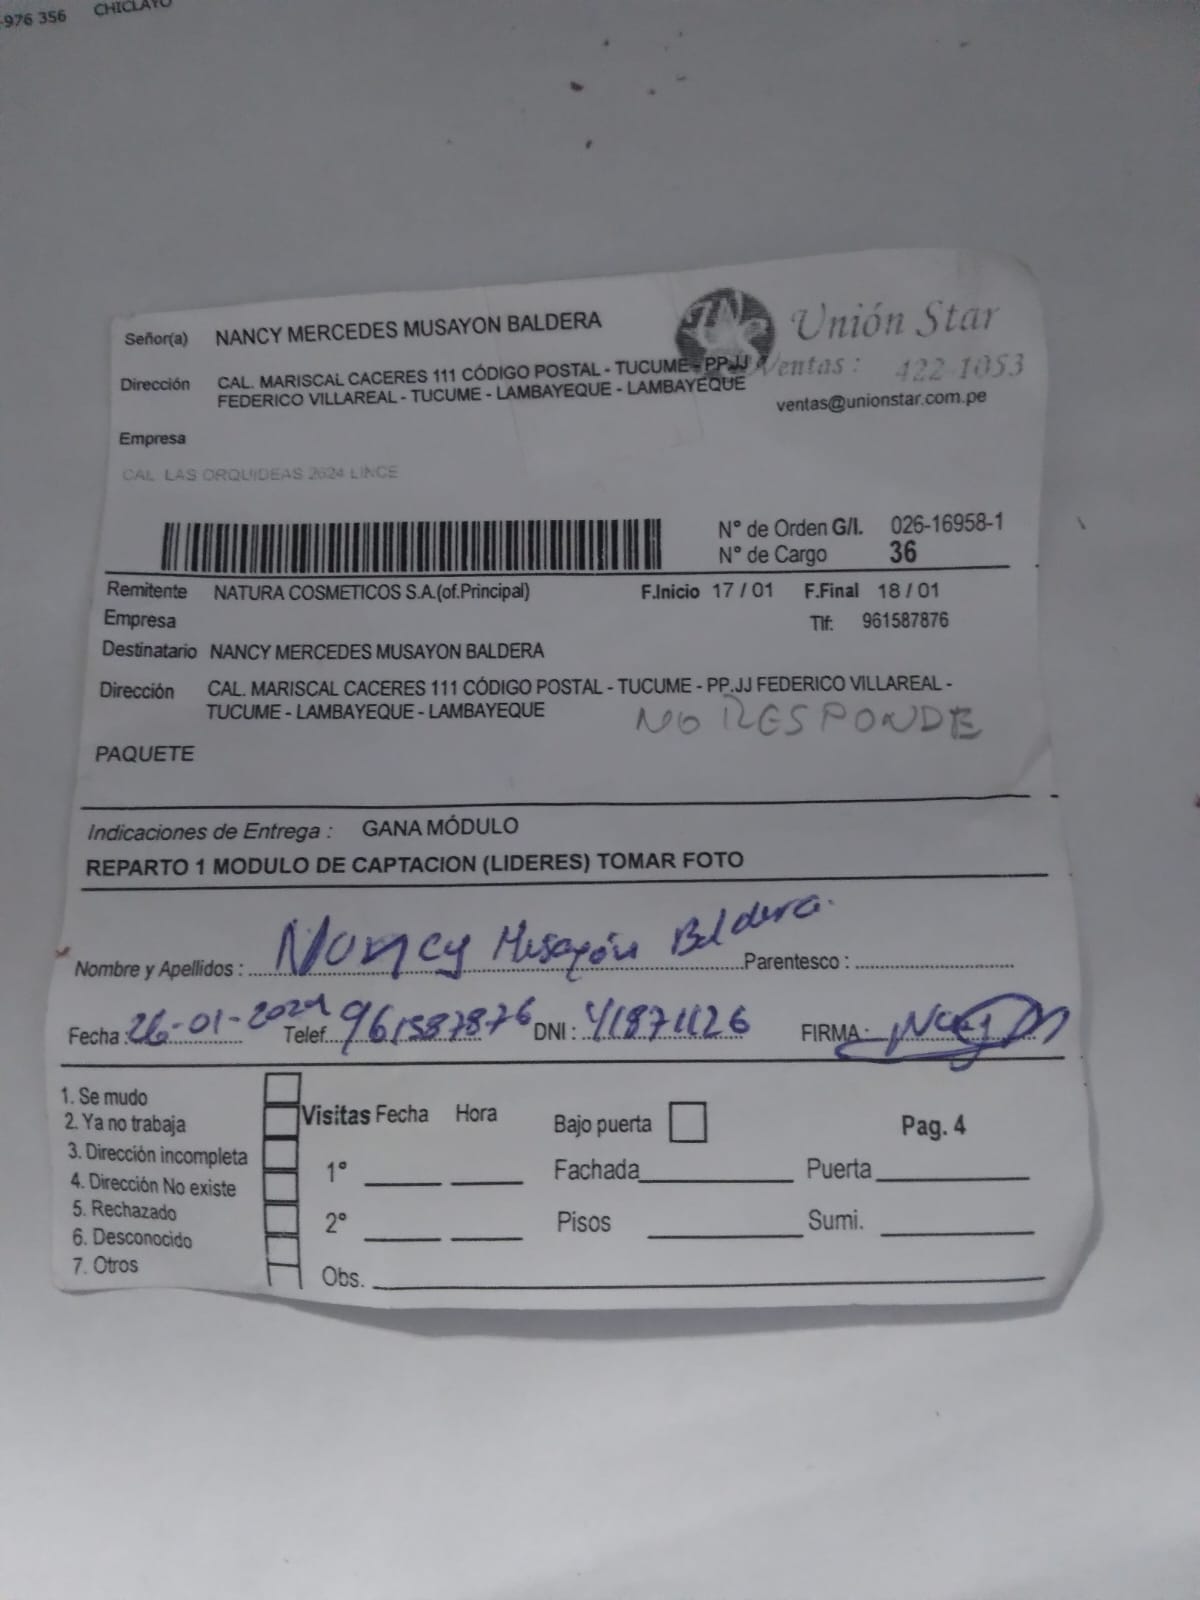 -976 356 CHICLAYO
Señor(a) NANCY MERCEDES MUSAYON BALDERA
Unión Star
Dirección CAL. MARISCAL CACERES 111 CÓDIGO POSTAL - TUCUME - PP.JJ
FEDERICO VILLAREAL - TUCUME - LAMBAYEQUE - LAMBAYEQUE
Ventas: 422-1053
ventas@unionstar.com.pe
Empresa
CAL. LAS ORQUIDEAS 2624 LINCE
N° de Orden G/I. 026-16958-1
N° de Cargo 36
Remitente NATURA COSMETICOS S.A.(of.Principal) F.Inicio 17 / 01 F.Final 18 / 01
Empresa Tlf: 961587876
Destinatario NANCY MERCEDES MUSAYON BALDERA
Dirección CAL. MARISCAL CACERES 111 CÓDIGO POSTAL - TUCUME - PP.JJ FEDERICO VILLAREAL -
TUCUME - LAMBAYEQUE - LAMBAYEQUE
NO RESPONDE
PAQUETE
Indicaciones de Entrega : GANA MÓDULO
REPARTO 1 MODULO DE CAPTACION (LIDERES) TOMAR FOTO
Nombre y Apellidos : Nancy Musayón Baldera. Parentesco :
Fecha : 26-01-2024 Telef. 961587876 DNI : 41871126 FIRMA :
1. Se mudo
2. Ya no trabaja
3. Dirección incompleta
4. Dirección No existe
5. Rechazado
6. Desconocido
7. Otros
Visitas Fecha Hora
1°
2°
Obs.
Bajo puerta
Pag. 4
Fachada Puerta
Pisos Sumi.